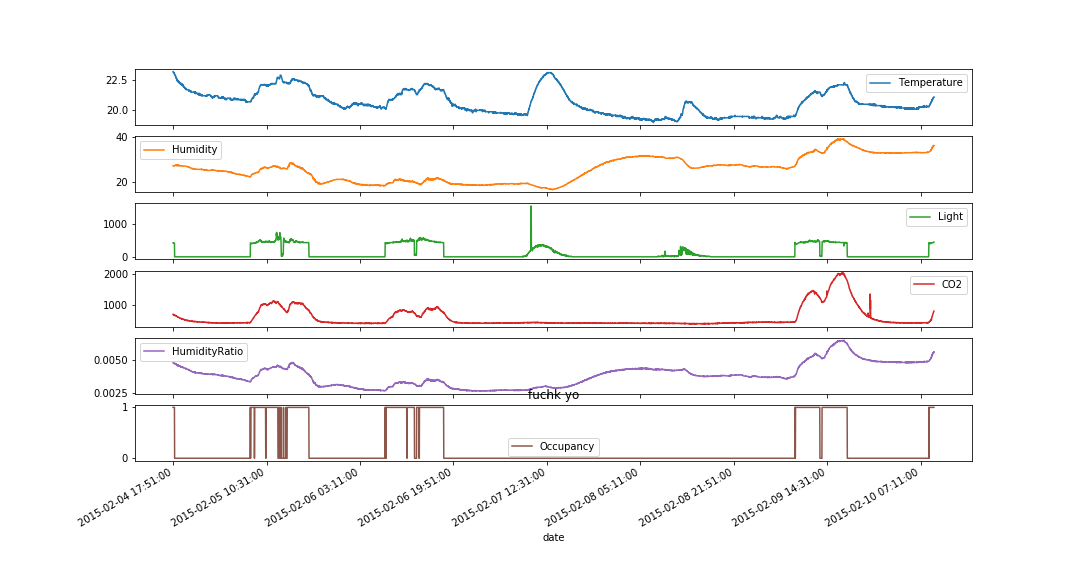 22.5
20.0
Temperature
40
20
Humidity
1000
0
Light
2000
1000
CO2
0.0050
0.0025
HumidityRatio
fuchk yo
1
0
Occupancy
2015-02-04 17:51:00
2015-02-05 10:31:00
2015-02-06 03:11:00
2015-02-06 19:51:00
2015-02-07 12:31:00
2015-02-08 05:11:00
2015-02-08 21:51:00
2015-02-09 14:31:00
2015-02-10 07:11:00
date